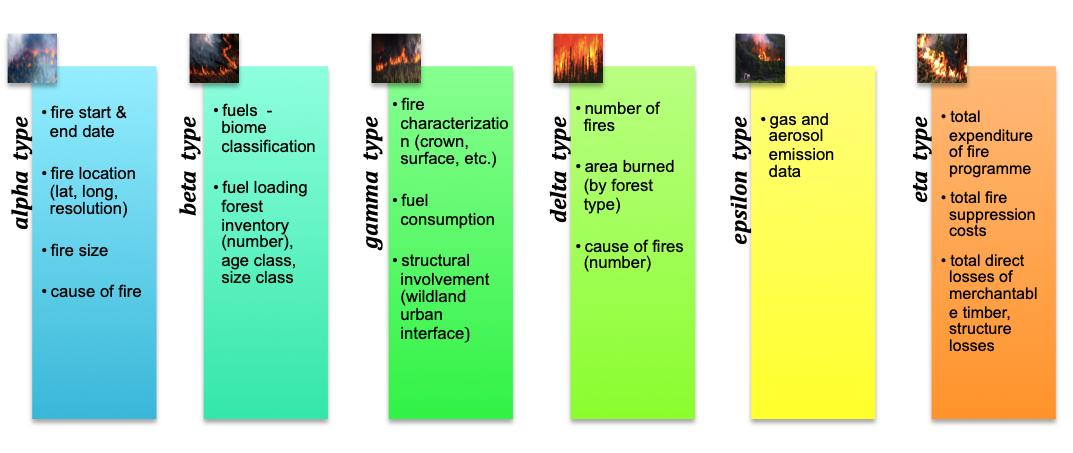 alpha type
• fire start &
end date
• fire location
(lat, long,
resolution)
• fire size
• cause of fire
beta type
• fuels -
biome
classification
• fuel loading
forest
inventory
(number),
age class,
size class
gamma type
• fire
characterizatio
n (crown,
surface, etc.)
• fuel
consumption
• structural
involvement
(wildland
urban
interface)
delta type
• number of
fires
• area burned
(by forest
type)
• cause of fires
(number)
epsilon type
• gas and
aerosol
emission
data
eta type
• total
expenditure
of fire
programme
• total fire
suppression
costs
• total direct
losses of
merchantabl
e timber,
structure
losses